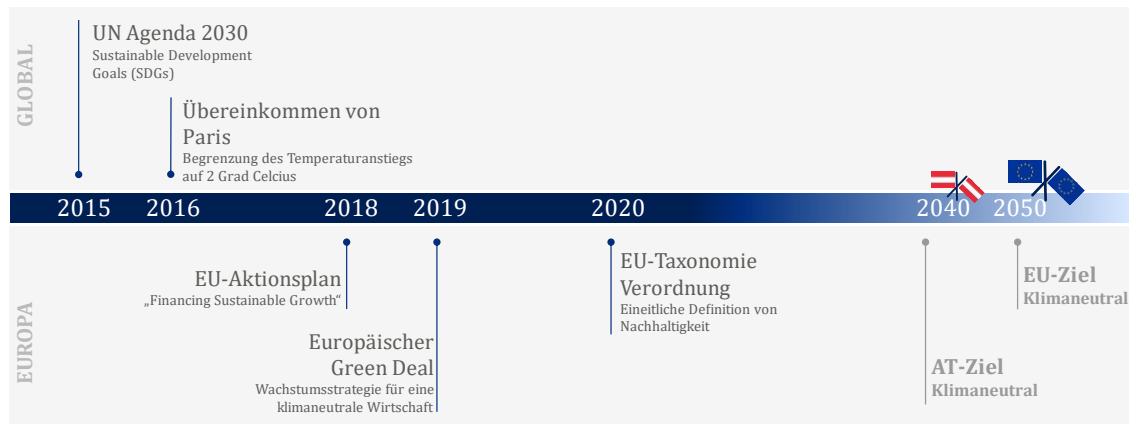 GLOBAL
UN Agenda 2030
Sustainable Development
Goals (SDGs)
Übereinkommen von
Paris
Begrenzung des Temperaturanstiegs
auf 2 Grad Celcius
2015 2016 2018 2019 2020 2040 2050
EUROPA
EU-Aktionsplan
„Financing Sustainable Growth“
Europäischer
Green Deal
Wachstumsstrategie für eine
klimaneutrale Wirtschaft
EU-Taxonomie
Verordnung
Eineitliche Definition von
Nachhaltigkeit
AT-Ziel
Klimaneutral
EU-Ziel
Klimaneutral